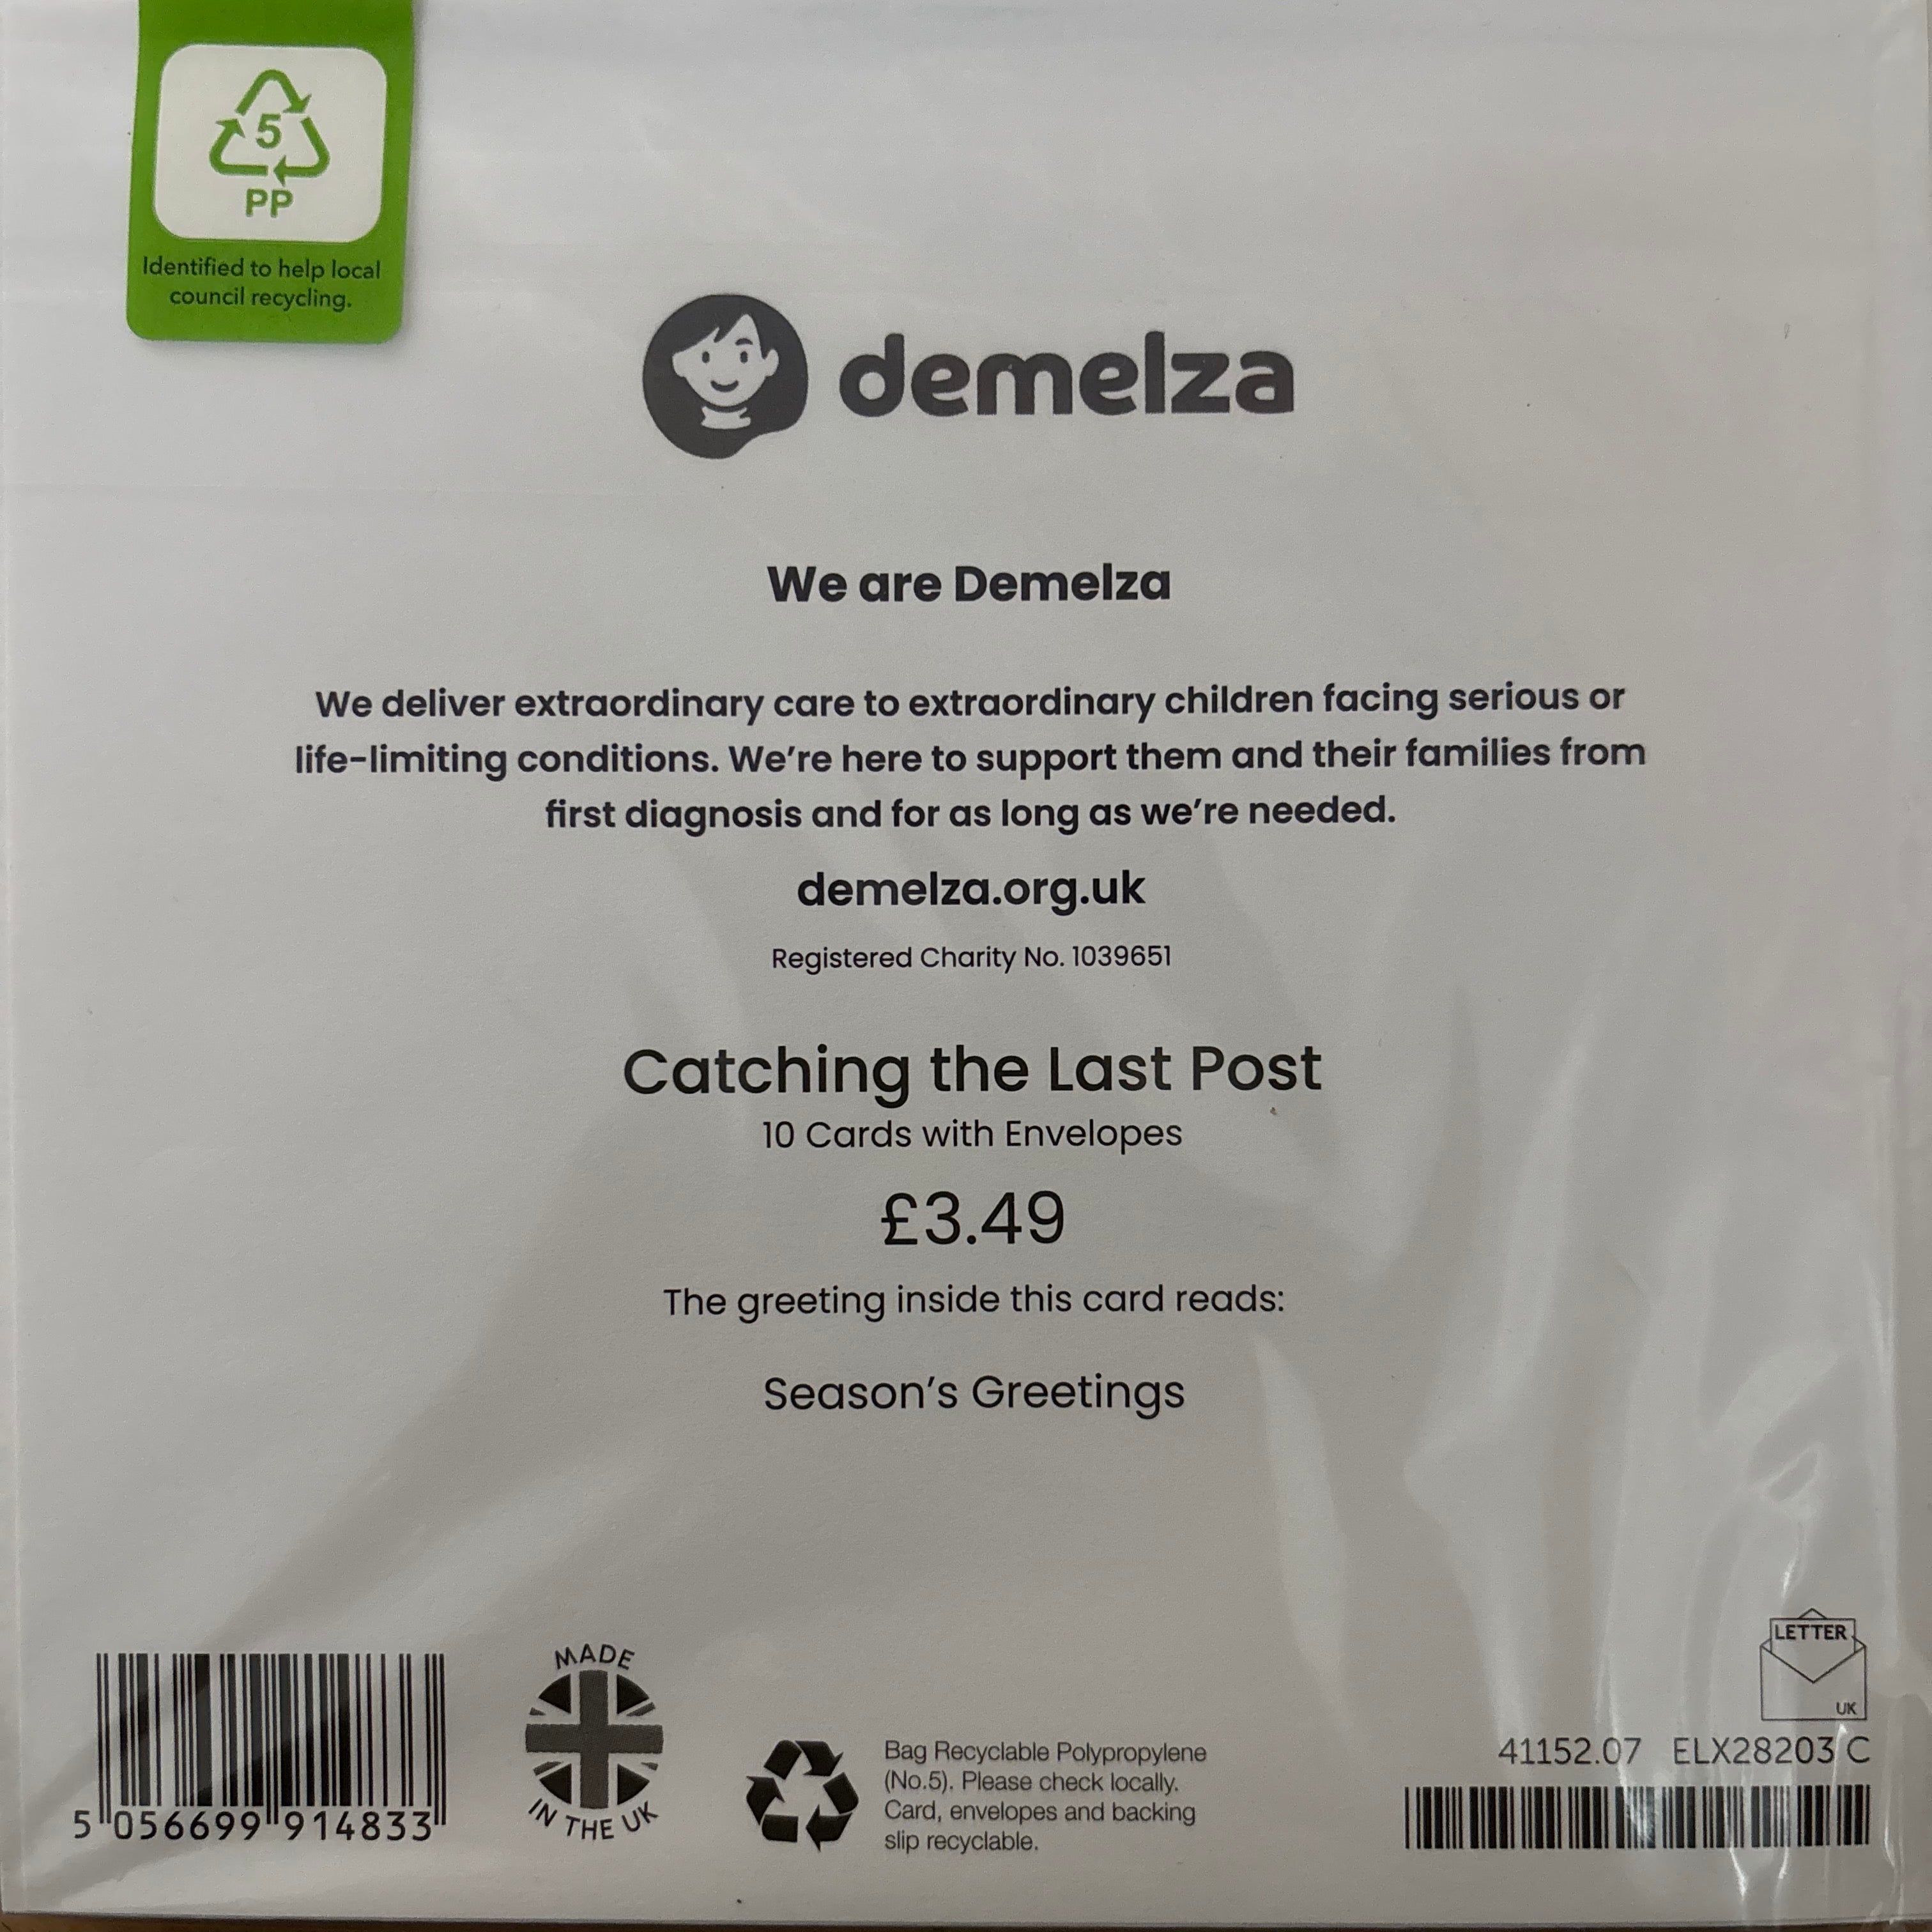 5
PP
Identified to help local
council recycling.
demelza
We are Demelza
We deliver extraordinary care to extraordinary children facing serious or
life-limiting conditions. We're here to support them and their families from
first diagnosis and for as long as we're needed.
demelza.org.uk
Registered Charity No. 1039651
Catching the Last Post
10 Cards with Envelopes
£3.49
The greeting inside this card reads:
Season's Greetings
5 056699 914833
MADE
IN THE UK
Bag Recyclable Polypropylene
(No.5). Please check locally.
Card, envelopes and backing
slip recyclable.
LETTER
UK
41152.07 ELX28203 C